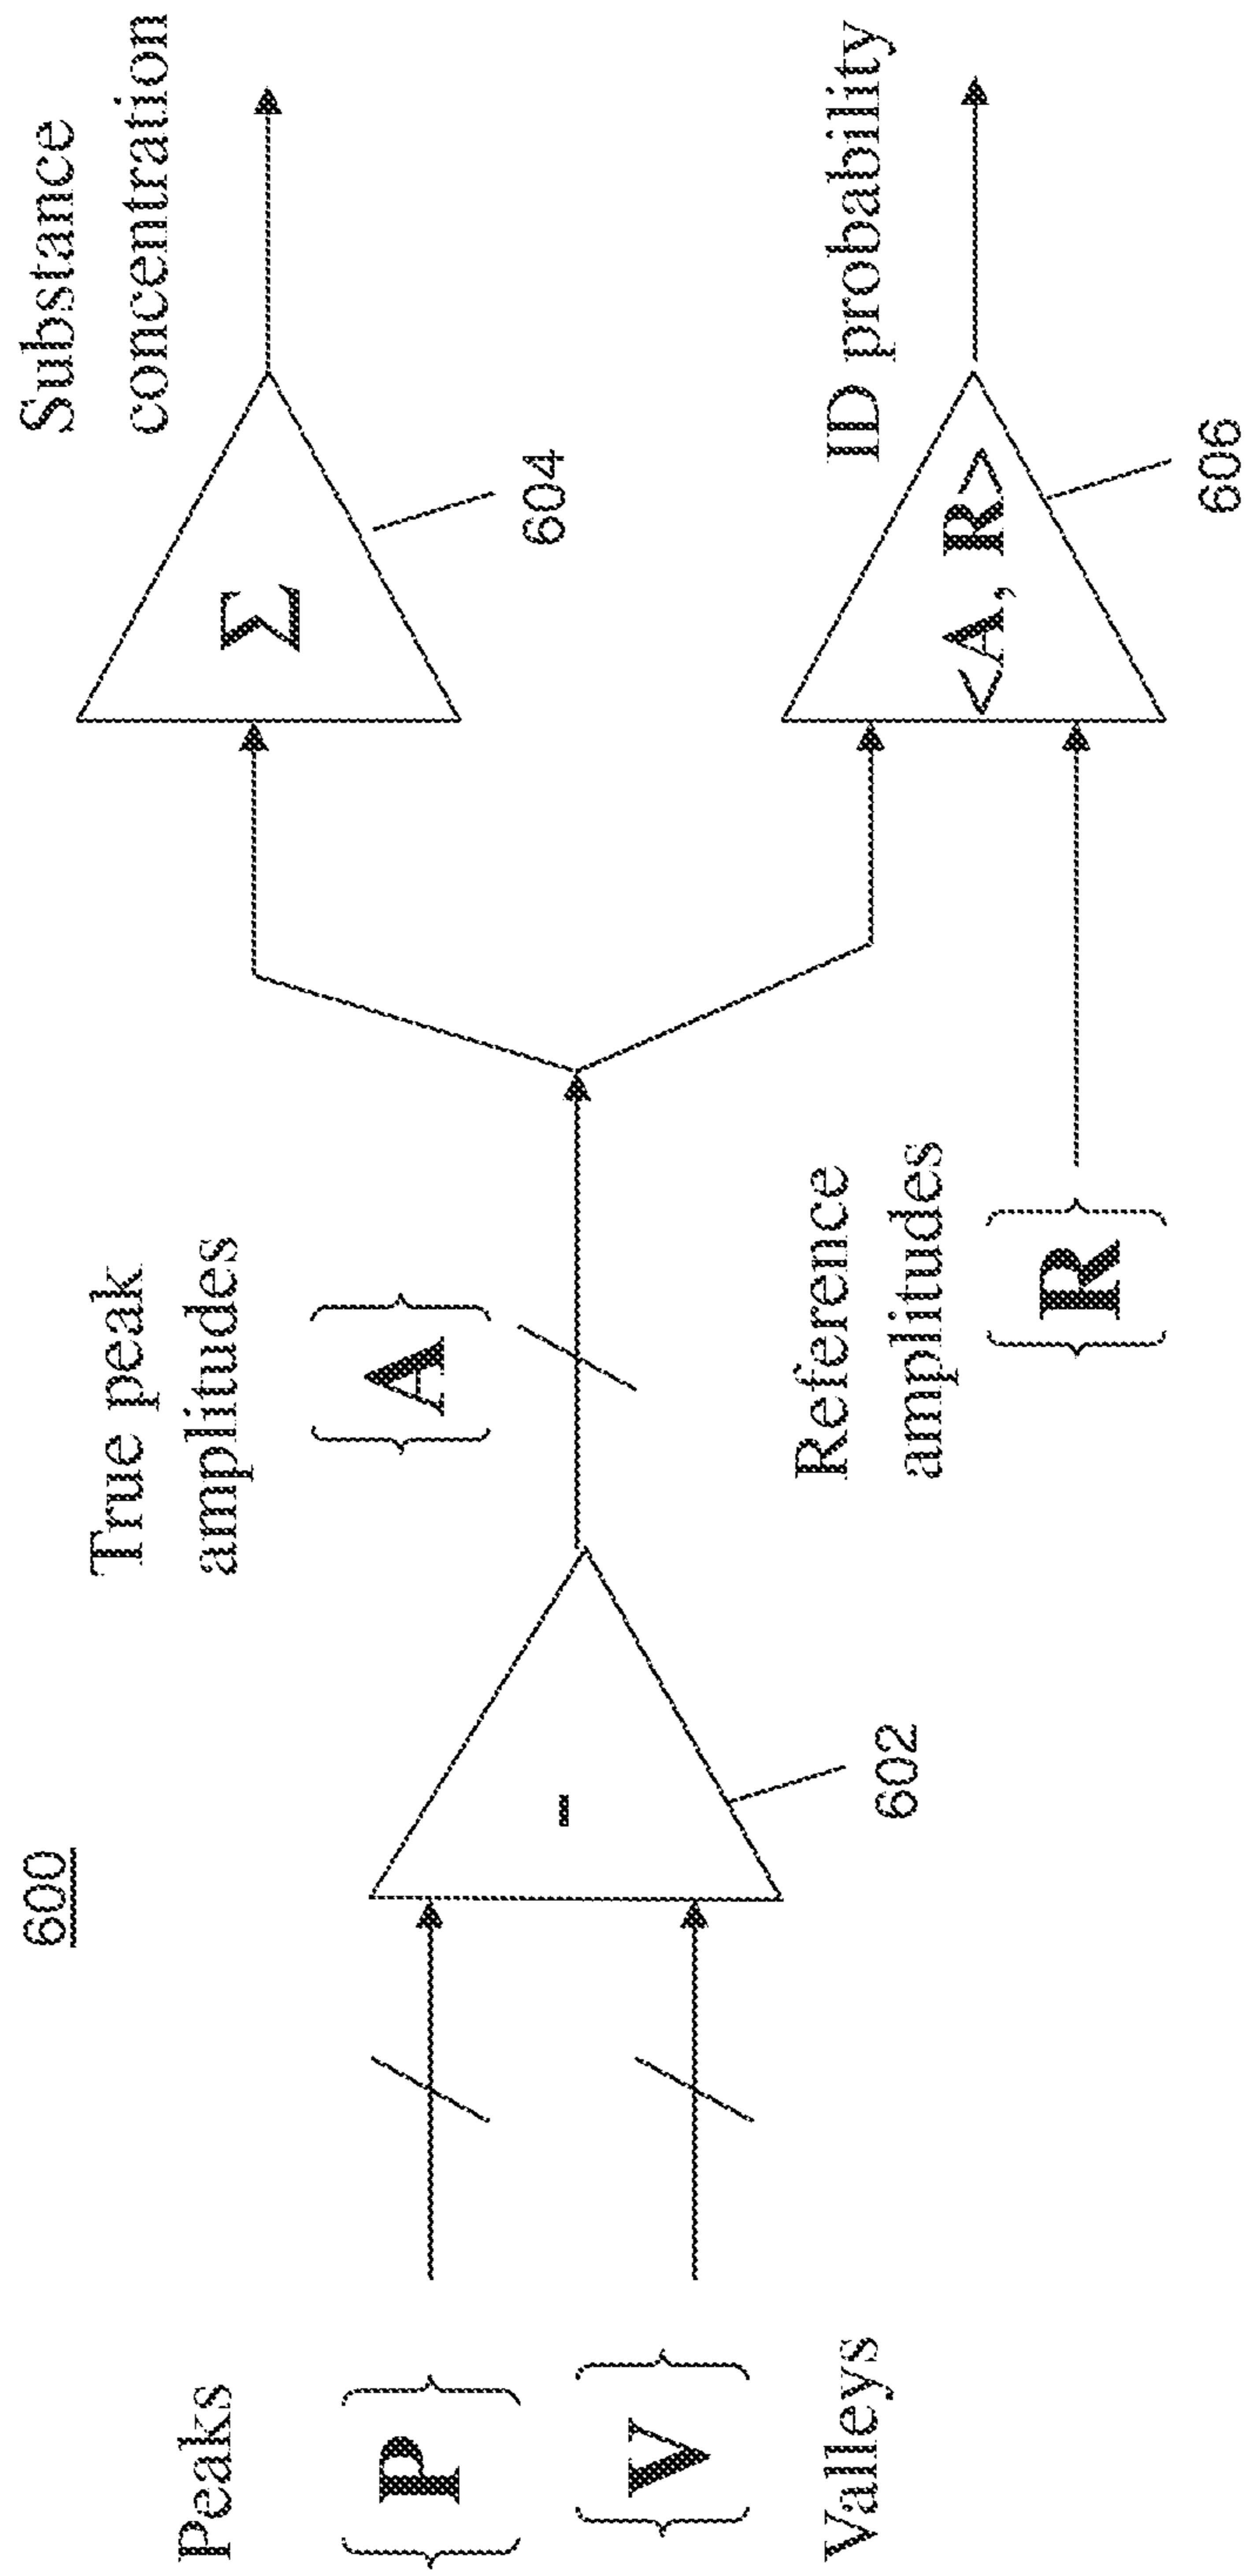 600
Peaks
{P}
{V}
Valleys
-
602
True peak
amplitudes
{A}
Reference
amplitudes
{R}
Σ
604
Substance
concentration
<A, R>
606
ID probability